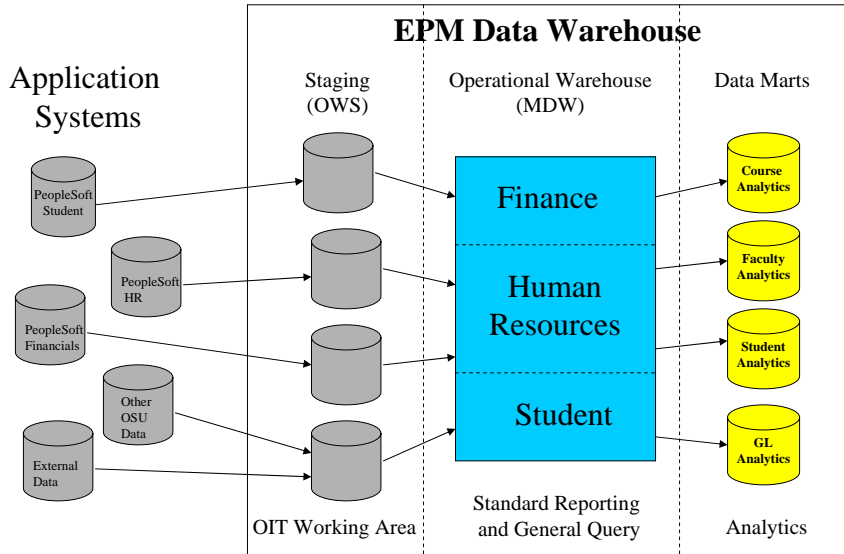 EPM Data Warehouse
Application
Systems
Staging
(OWS)
Operational Warehouse
(MDW)
Data Marts
PeopleSoft
Student
PeopleSoft
HR
PeopleSoft
Financials
Other
OSU
Data
External
Data
Finance
Human
Resources
Student
Course
Analytics
Faculty
Analytics
Student
Analytics
GL
Analytics
OIT Working Area
Standard Reporting
and General Query
Analytics